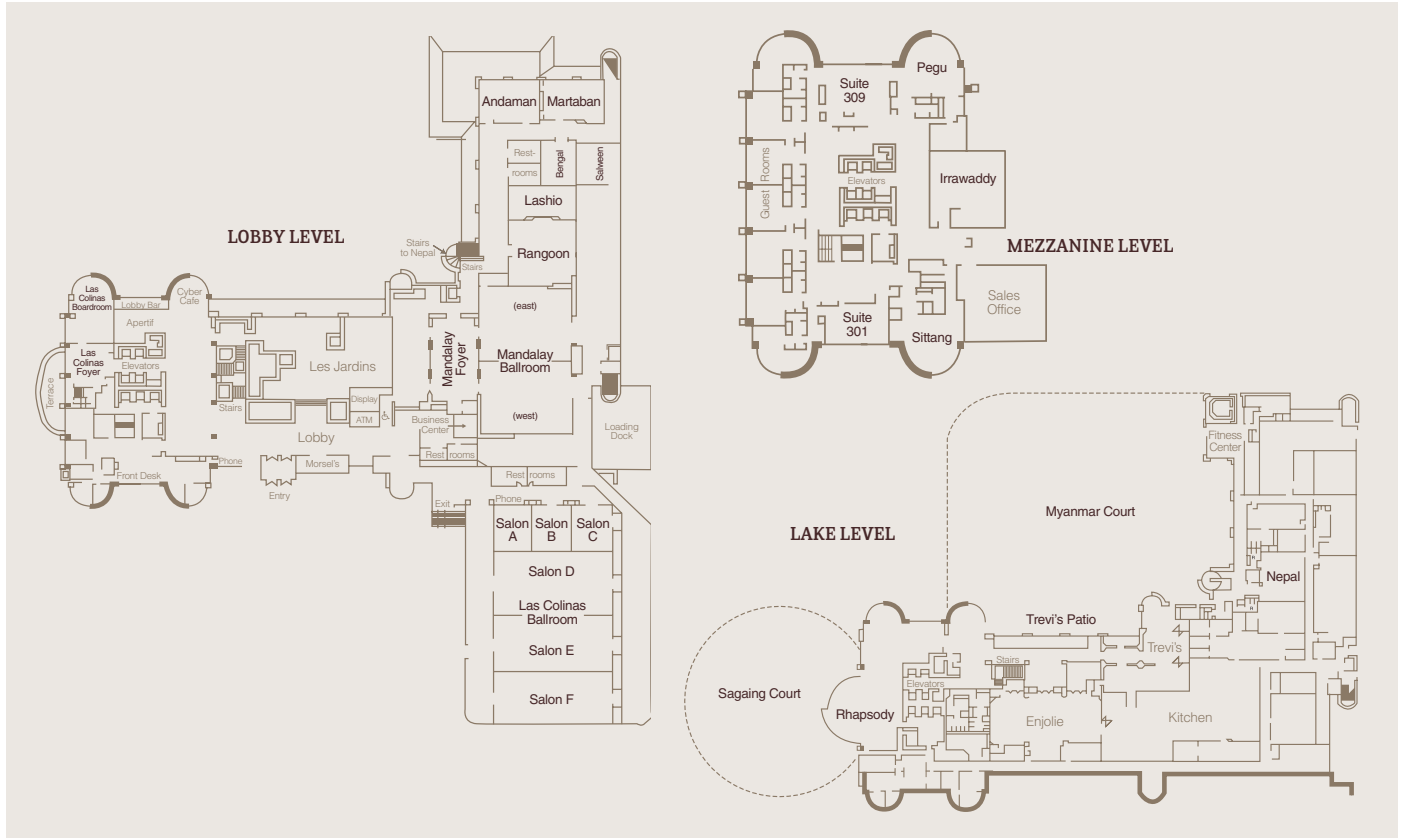 LOBBY LEVEL
Andaman
Martaban
Rest-
rooms
Bengal
Salween
Lashio
Rangoon
Stairs
to Nepal
Stairs
(east)
Mandalay
Foyer
Mandalay
Ballroom
(west)
Las
Colinas
Boardroom
Lobby Bar
Cyber
Cafe
Apertif
Las
Colinas
Foyer
Elevators
Terrace
Les Jardins
Stairs
Display
ATM
Lobby
Business
Center
Rest rooms
Loading
Dock
Front Desk
Phone
Morsel's
Entry
Rest rooms
Exit
Phone
Salon
A
Salon
B
Salon
C
Salon D
Las Colinas
Ballroom
Salon E
Salon F
MEZZANINE LEVEL
Suite
309
Pegu
Guest Rooms
Elevators
Irrawaddy
Sales
Office
Suite
301
Sittang
LAKE LEVEL
Fitness
Center
Myanmar Court
Nepal
Trevi's Patio
Trevi's
Stairs
Elevators
Sagaing Court
Rhapsody
Enjolie
Kitchen